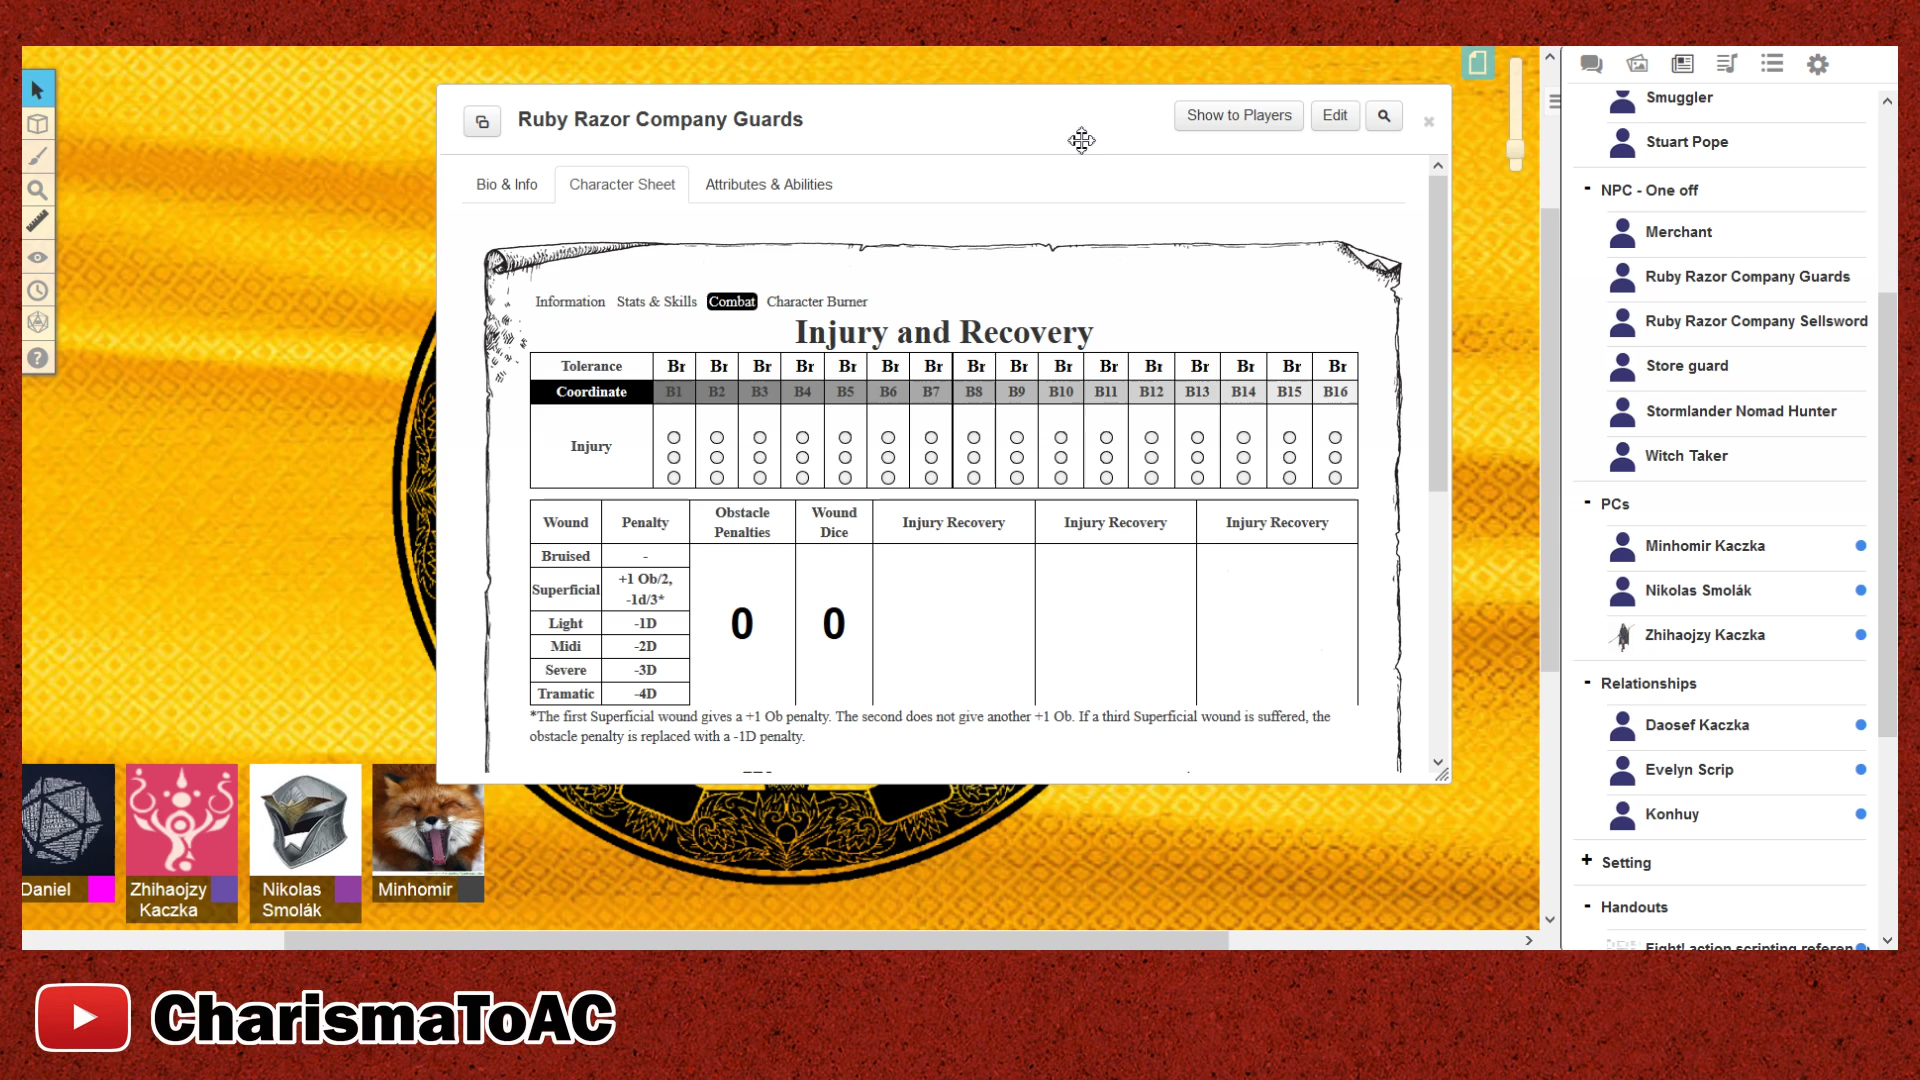 Ruby Razor Company Guards
Show to Players
Edit
Bio & Info
Character Sheet
Attributes & Abilities
Information Stats & Skills Combat Character Burner
Injury and Recovery
Tolerance Br Br Br Br Br Br Br Br Br Br Br Br Br Br Br Br
Coordinate B1 B2 B3 B4 B5 B6 B7 B8 B9 B10 B11 B12 B13 B14 B15 B16
Injury
Wound Penalty Obstacle Penalties Wound Dice Injury Recovery Injury Recovery Injury Recovery
Bruised -
Superficial +1 Ob/2, -1d/3*
Light -1D
Midi -2D
Severe -3D
Tramatic -4D
0 0
*The first Superficial wound gives a +1 Ob penalty. The second does not give another +1 Ob. If a third Superficial wound is suffered, the
obstacle penalty is replaced with a -1D penalty.
Daniel
Zhihaojzy
Kaczka
Nikolas
Smolák
Minhomir
Smuggler
Stuart Pope
- NPC - One off
Merchant
Ruby Razor Company Guards
Ruby Razor Company Sellsword
Store guard
Stormlander Nomad Hunter
Witch Taker
- PCs
Minhomir Kaczka
Nikolas Smolák
Zhihaojzy Kaczka
- Relationships
Daosef Kaczka
Evelyn Scrip
Konhuy
+ Setting
- Handouts
Fight! action scripting referen
CharismaToAC